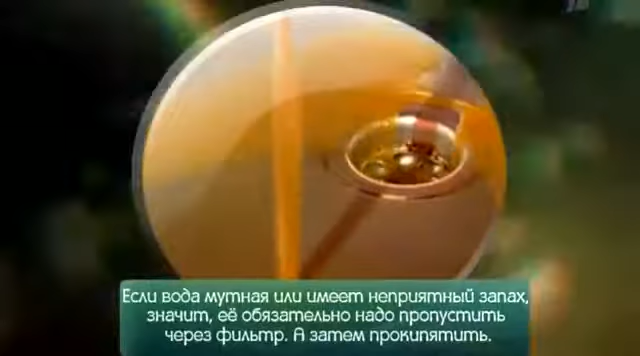 Если вода мутная или имеет неприятный запах,
значит, её обязательно надо пропустить
через фильтр. А затем прокипятить.